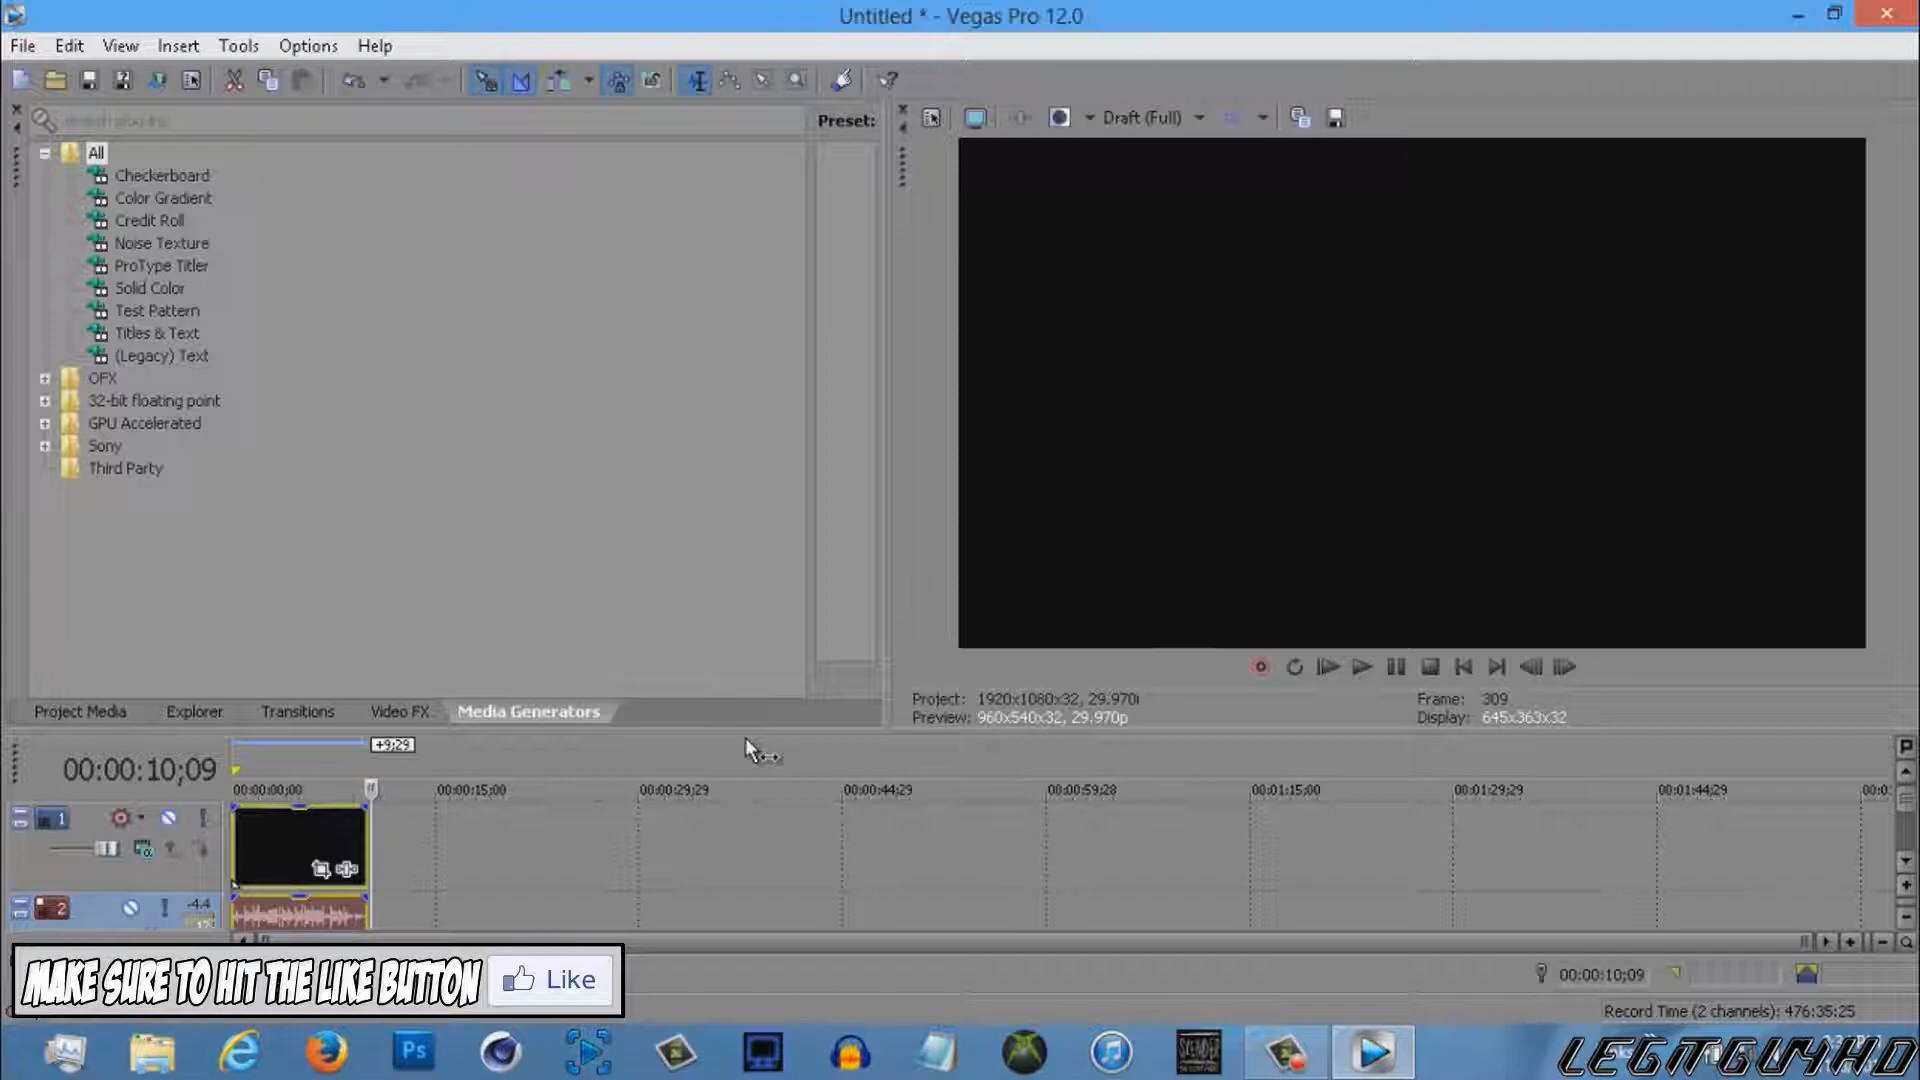 Untitled * - Vegas Pro 12.0
File Edit View Insert Tools Options Help
Preset:
Draft (Full)
All
Checkerboard
Color Gradient
Credit Roll
Noise Texture
ProType Titler
Solid Color
Test Pattern
Titles & Text
(Legacy) Text
OFX
32-bit floating point
GPU Accelerated
Sony
Third Party
Project Media Explorer Transitions Video FX Media Generators
Project: 1920x1080x32, 29.970i Frame: 309
Preview: 960x540x32, 29.970p Display: 645x363x32
+9;29
00:00:10;09
00:00:00;00 00:00:15;00 00:00:29;29 00:00:44;29 00:00:59;28 00:01:15;00 00:01:29;29 00:01:44;29 00:0
1
2 -4.4
MAKE SURE TO HIT THE LIKE BUTTON Like
00:00:10;09
Record Time (2 channels): 476:35:25
Ps
LEGITGUYHD